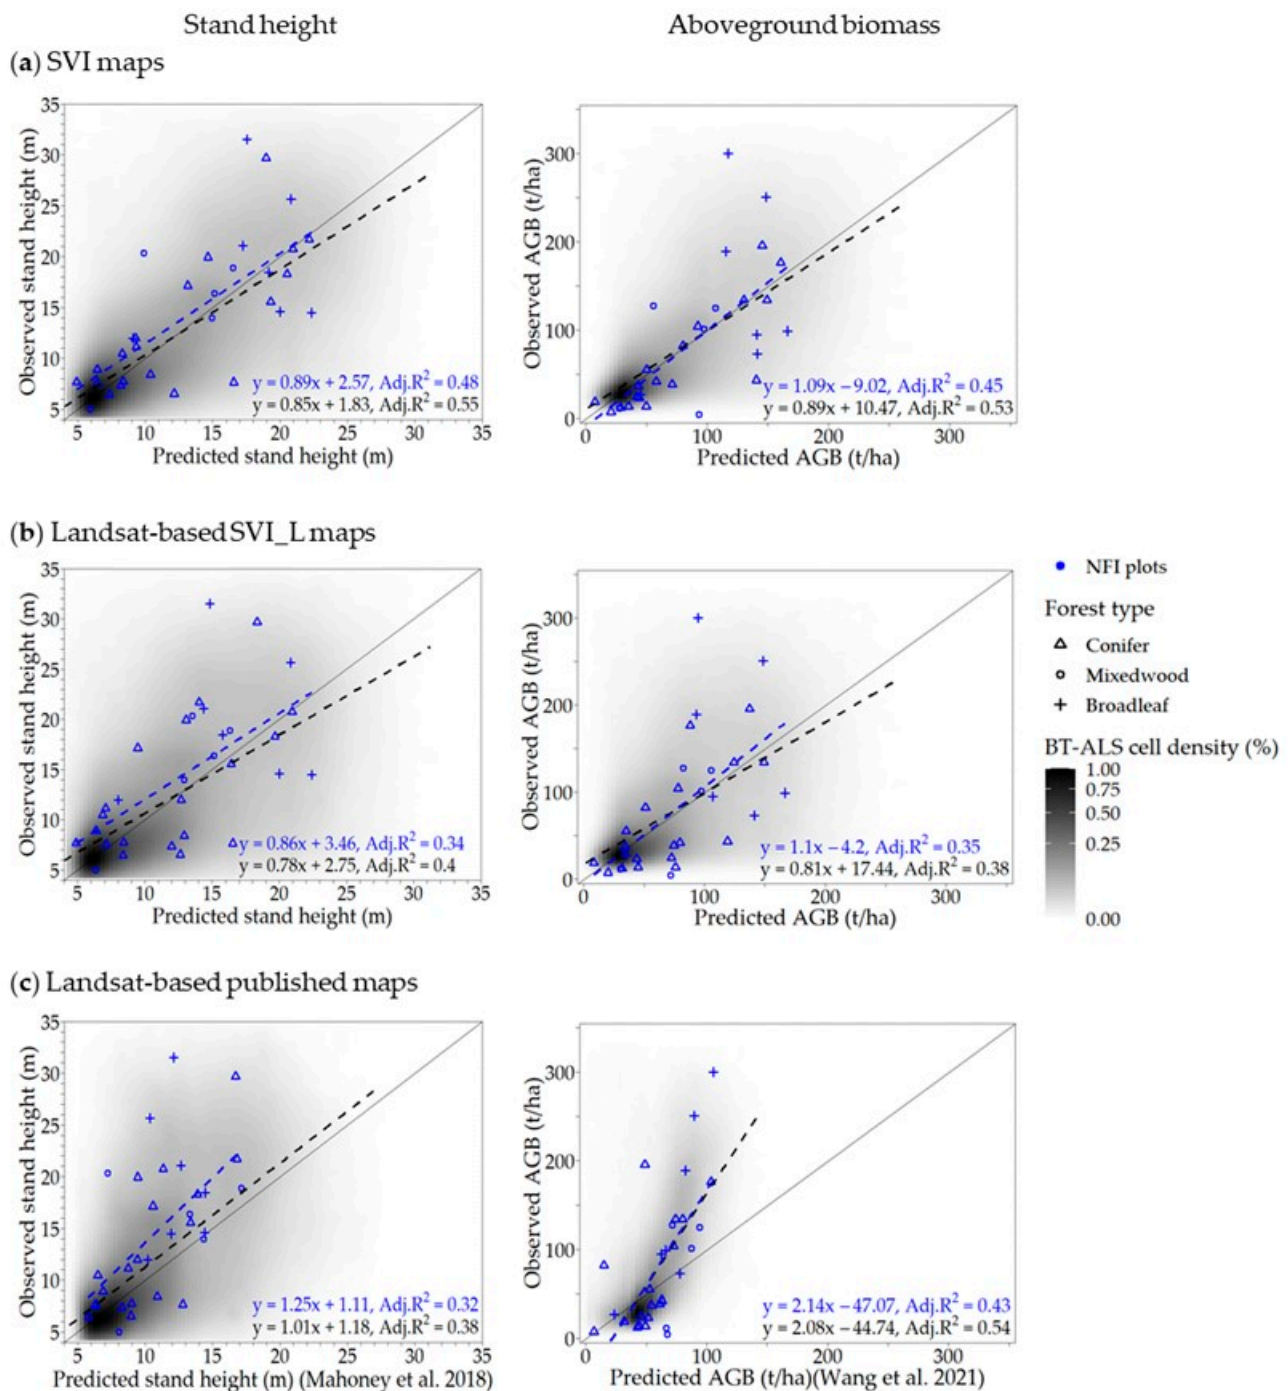 Stand height
Aboveground biomass
(a) SVI maps
Observed stand height (m)
35
30
25
20
15
10
5
y = 0.89x + 2.57, Adj.R² = 0.48
y = 0.85x + 1.83, Adj.R² = 0.55
5 10 15 20 25 30 35
Predicted stand height (m)
Observed AGB (t/ha)
300
200
100
0
y = 1.09x − 9.02, Adj.R² = 0.45
y = 0.89x + 10.47, Adj.R² = 0.53
0 100 200 300
Predicted AGB (t/ha)
(b) Landsat-based SVI_L maps
Observed stand height (m)
35
30
25
20
15
10
5
y = 0.86x + 3.46, Adj.R² = 0.34
y = 0.78x + 2.75, Adj.R² = 0.4
5 10 15 20 25 30 35
Predicted stand height (m)
Observed AGB (t/ha)
300
200
100
0
y = 1.1x − 4.2, Adj.R² = 0.35
y = 0.81x + 17.44, Adj.R² = 0.38
0 100 200 300
Predicted AGB (t/ha)
NFI plots
Forest type
Conifer
Mixedwood
Broadleaf
BT-ALS cell density (%)
1.00
0.75
0.50
0.25
0.00
(c) Landsat-based published maps
Observed stand height (m)
35
30
25
20
15
10
5
y = 1.25x + 1.11, Adj.R² = 0.32
y = 1.01x + 1.18, Adj.R² = 0.38
5 10 15 20 25 30 35
Predicted stand height (m) (Mahoney et al. 2018)
Observed AGB (t/ha)
300
200
100
0
y = 2.14x − 47.07, Adj.R² = 0.43
y = 2.08x − 44.74, Adj.R² = 0.54
0 100 200 300
Predicted AGB (t/ha)(Wang et al. 2021)